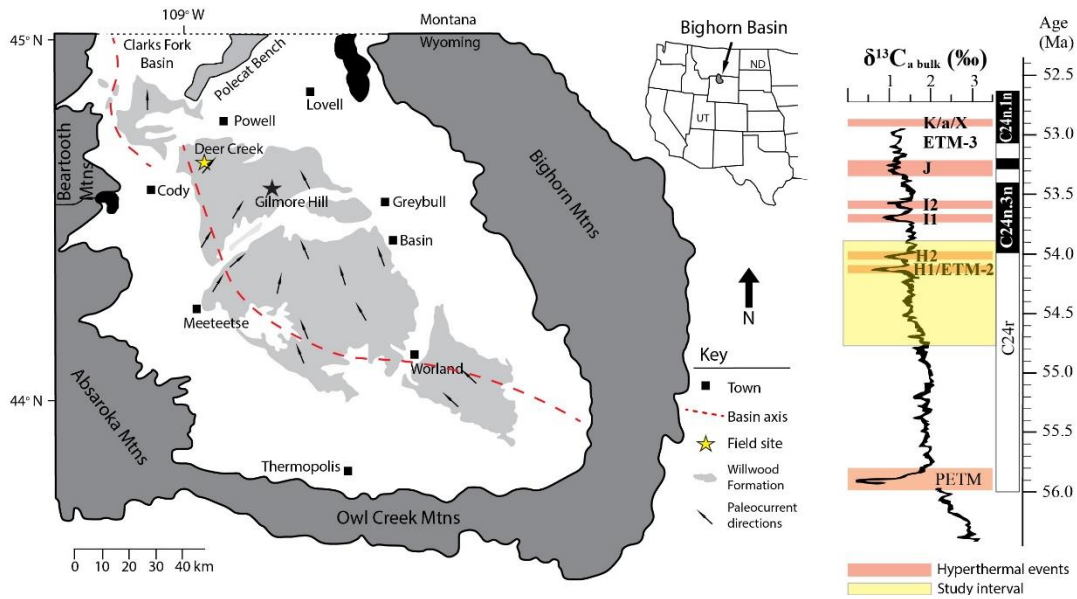 109° W
45° N
Clarks Fork
Basin
Polecat Bench
Montana
Wyoming
Lovell
Powell
Deer Creek
Beartooth
Mtns
Cody
Gilmore Hill
Greybull
Basin
Bighorn Mtns
Meeteetse
Absaroka Mtns
44° N
Worland
Thermopolis
Owl Creek Mtns
0 10 20 30 40 km
Bighorn Basin
ND
UT
N
Key
Town
Basin axis
Field site
Willwood
Formation
Paleocurrent
directions
δ¹³C a bulk (‰)
1 2 3
Age
(Ma)
52.5
53.0
53.5
54.0
54.5
55.0
55.5
56.0
C24n.1n
C24n.3n
C24r
K/a/X
ETM-3
J
I2
I1
H2
H1/ETM-2
PETM
Hyperthermal events
Study interval